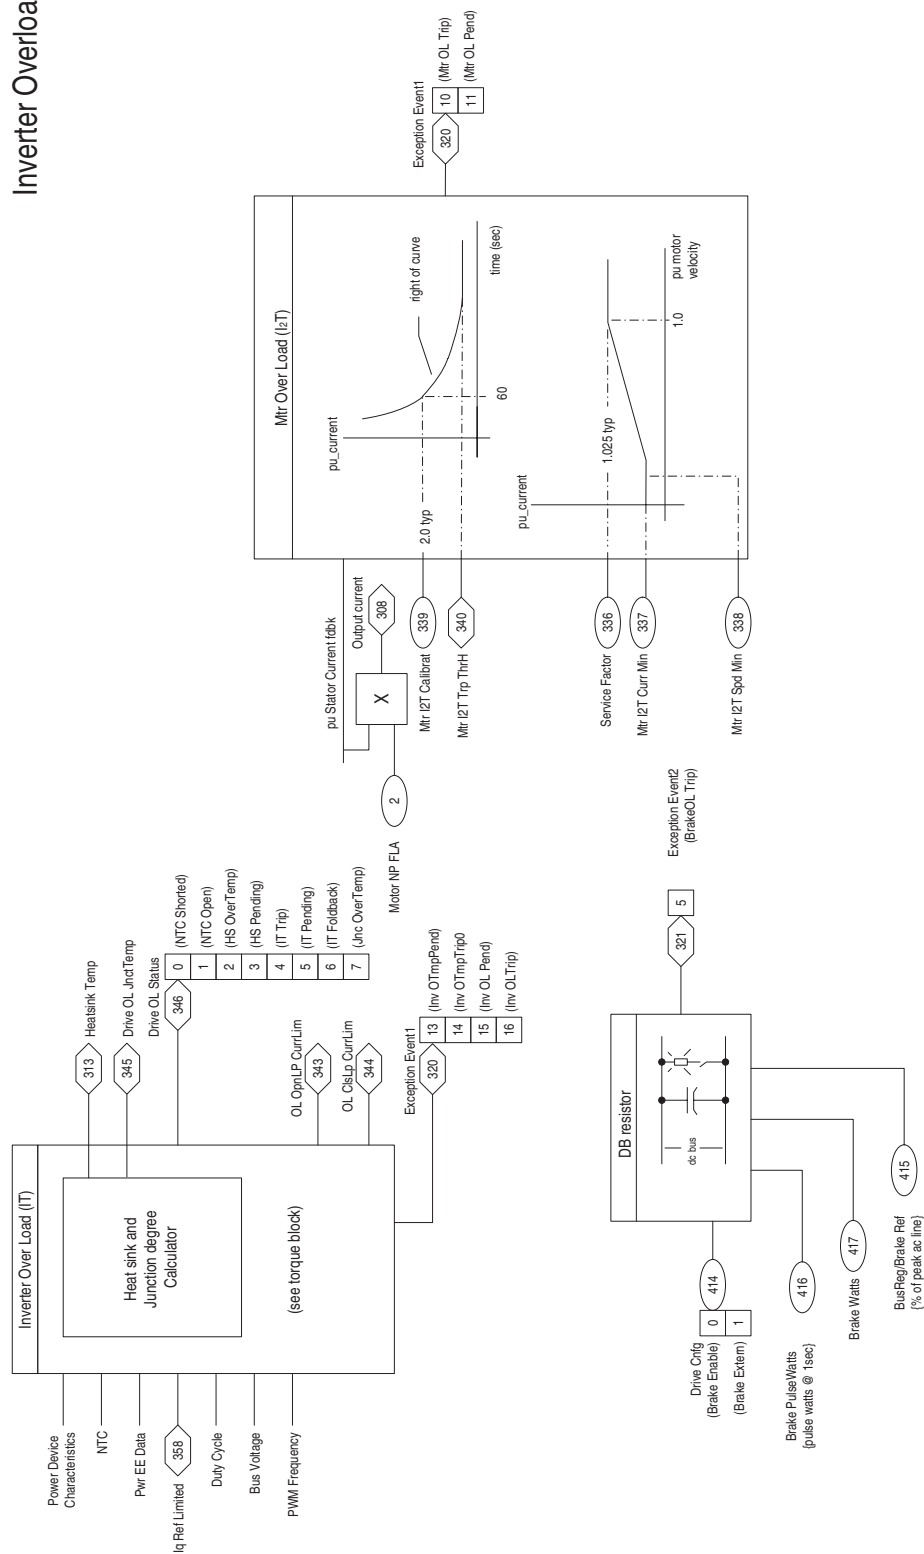 Inverter Overloa
Inverter Over Load (IT)
Heat sink and
Junction degree
Calculator
(see torque block)
Power Device
Characteristics
NTC
Pwr EE Data
Iq Ref Limited
358
Duty Cycle
Bus Voltage
PWM Frequency
313
Heatsink Temp
345
Drive OL JnctTemp
Drive OL Status
346
0 (NTC Shorted)
1 (NTC Open)
2 (HS OverTemp)
3 (HS Pending)
4 (IT Trip)
5 (IT Pending)
6 (IT Foldback)
7 (Jnc OverTemp)
OL OpnLP CurrLim
343
OL ClsLp CurrLim
344
Exception Event1
320
13 (Inv OTmpPend)
14 (Inv OTmpTrip0
15 (Inv OL Pend)
16 (Inv OLTrip)
pu Stator Current fdbk
Output current
X
308
2
Motor NP FLA
Mtr Over Load (I2T)
pu_current
right of curve
time (sec)
2.0 typ
60
339
Mtr I2T Calibrat
340
Mtr I2T Trp ThrH
pu_current
1.025 typ
pu motor
velocity
1.0
336
Service Factor
337
Mtr I2T Curr Min
338
Mtr I2T Spd Min
Exception Event1
320
10 (Mtr OL Trip)
11 (Mtr OL Pend)
DB resistor
dc bus
Drive Cnfg
414
(Brake Enable) 0
(Brake Extern) 1
416
Brake PulseWatts
{pulse watts @ 1sec}
417
Brake Watts
415
BusReg/Brake Ref
{% of peak ac line}
321
5
Exception Event2
(BrakeOL Trip)